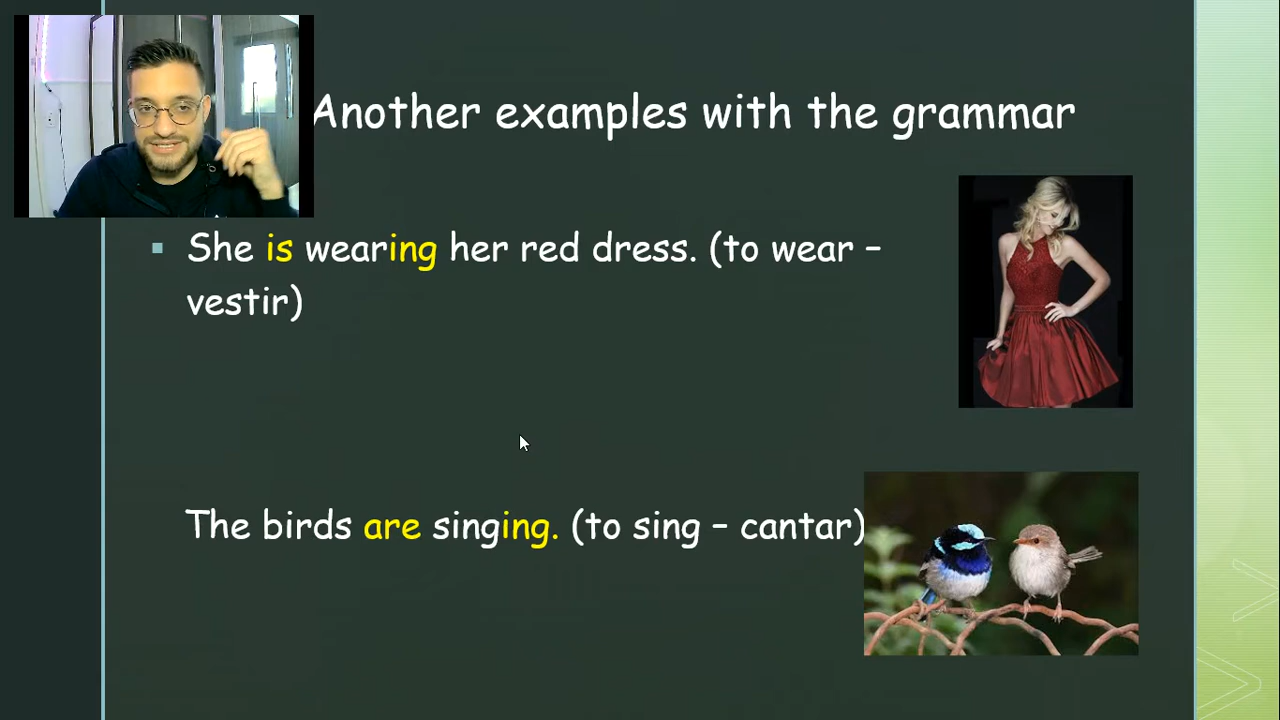 Another examples with the grammar
She is wearing her red dress. (to wear –
vestir)
The birds are singing. (to sing – cantar)